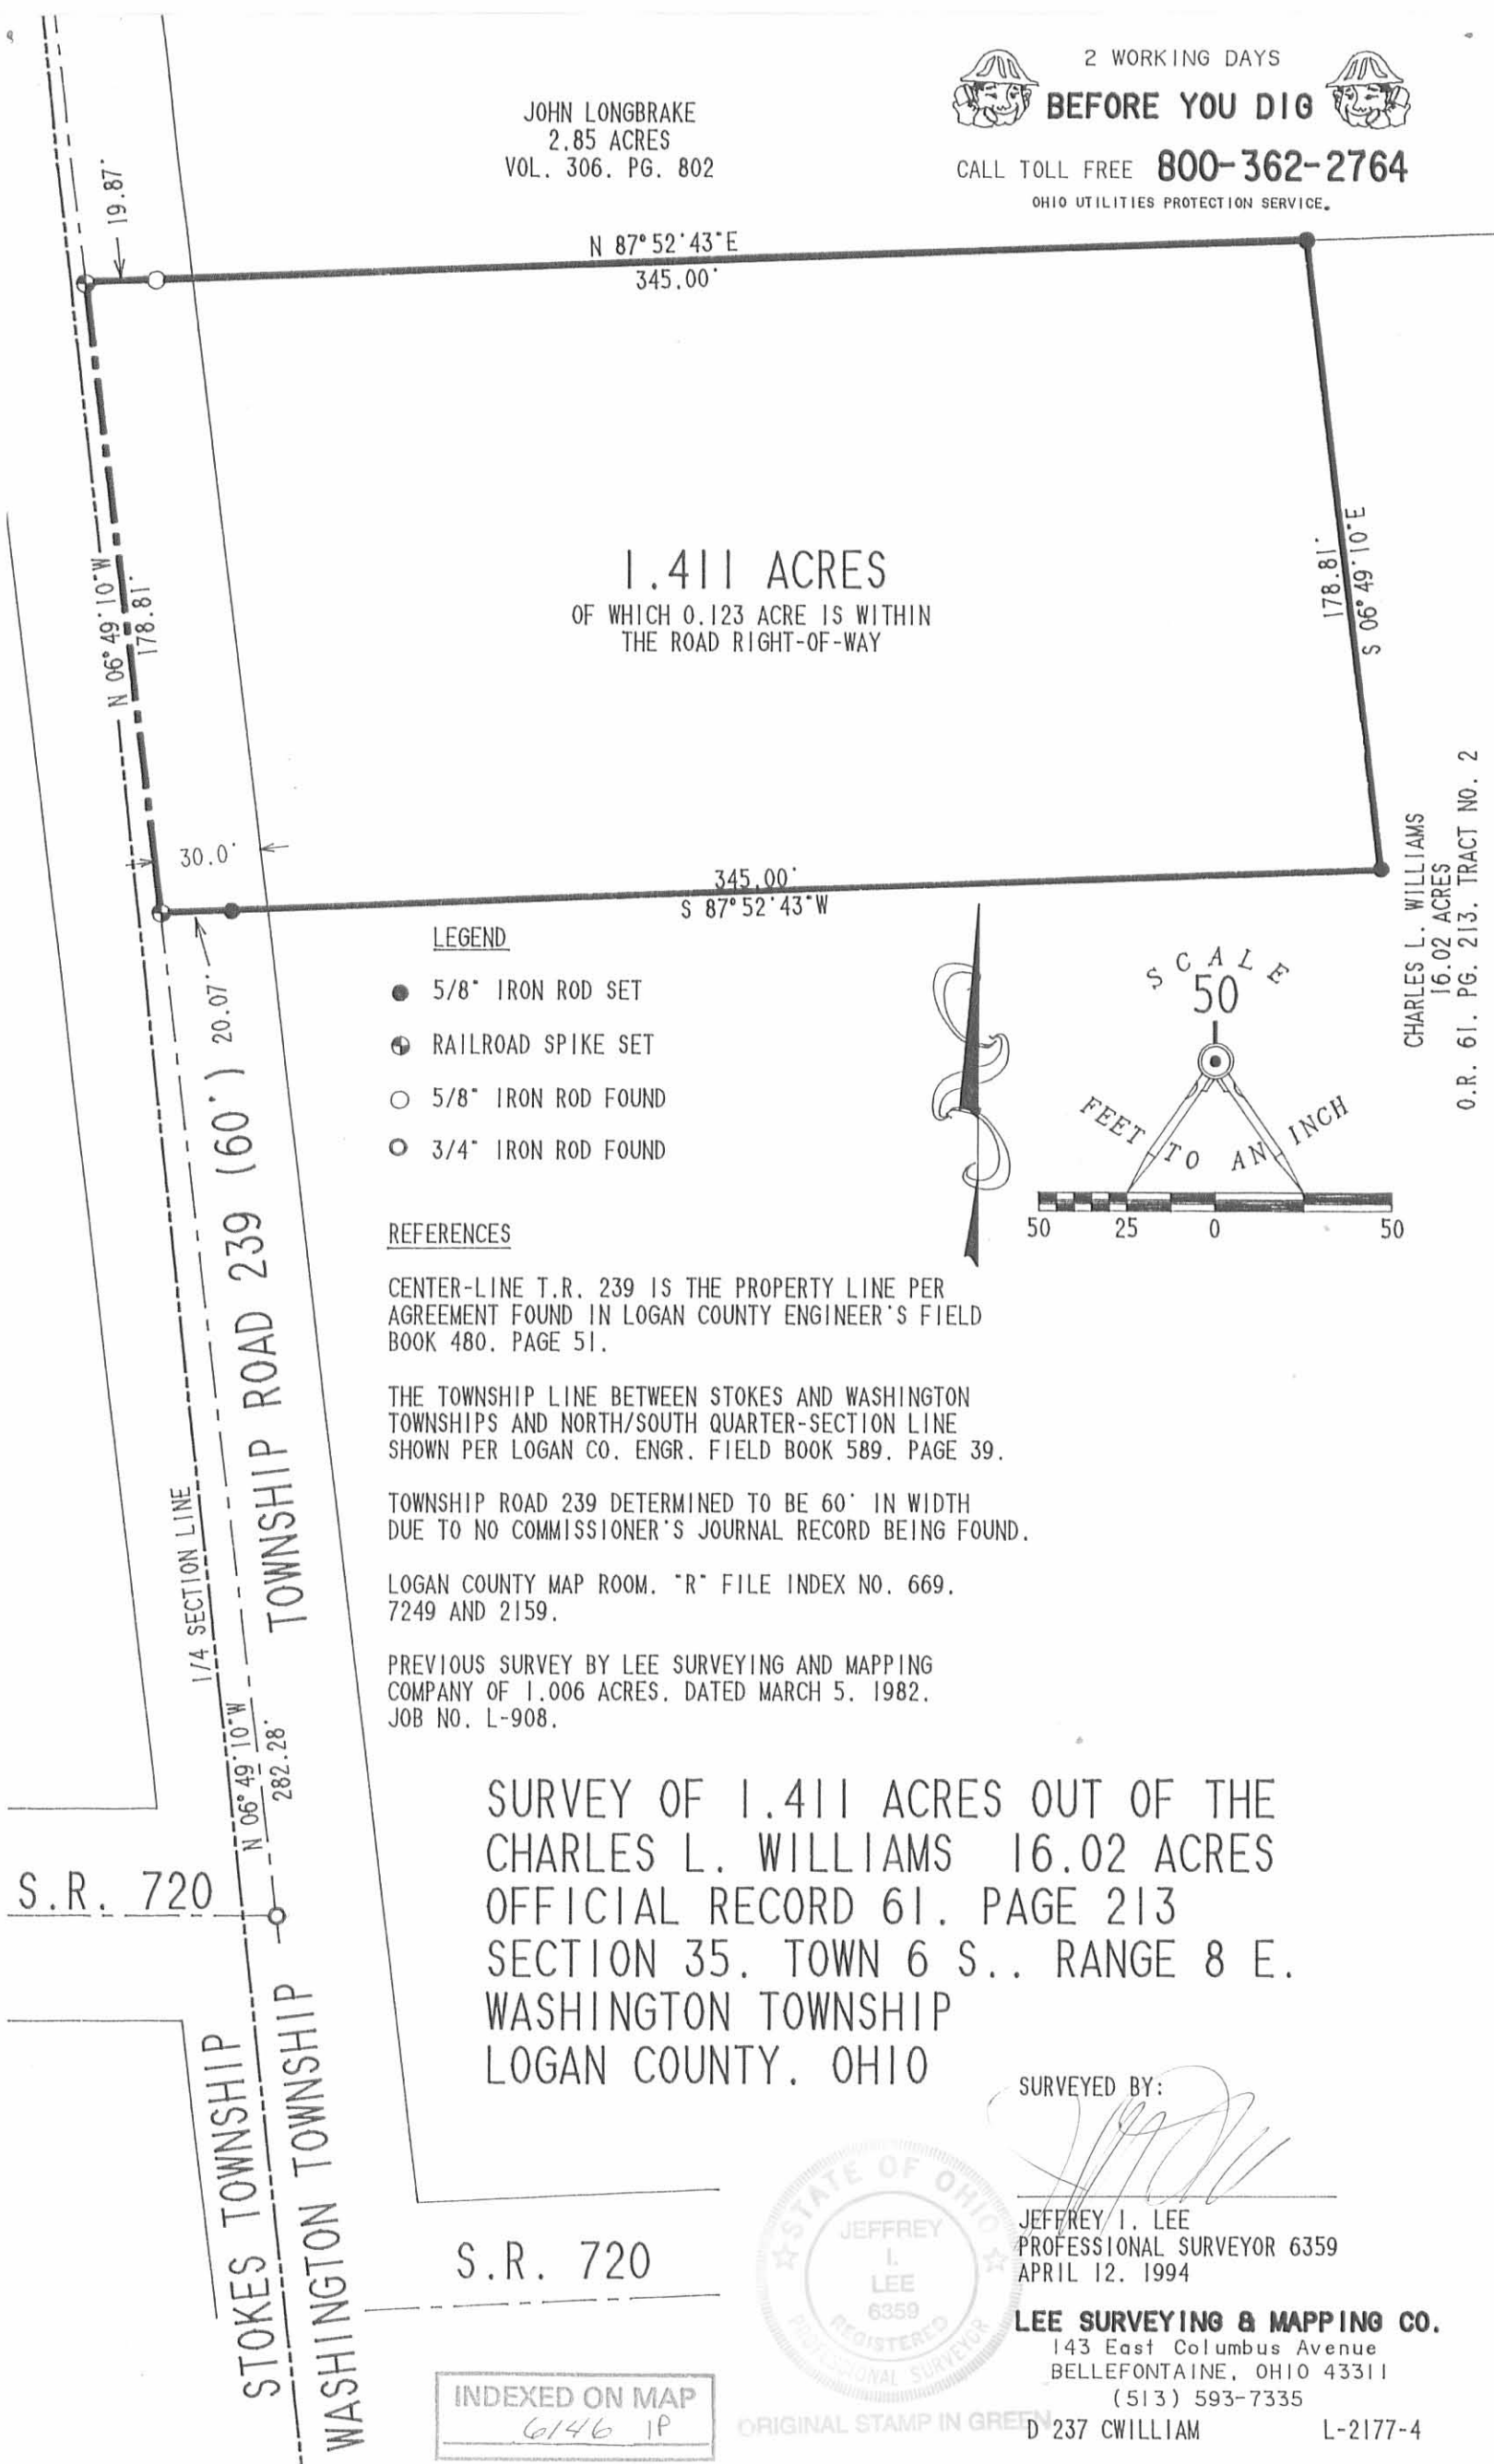 JOHN LONGBRAKE
2.85 ACRES
VOL. 306. PG. 802
2 WORKING DAYS
BEFORE YOU DIG
CALL TOLL FREE 800-362-2764
OHIO UTILITIES PROTECTION SERVICE.
19.87'
N 87° 52' 43" E
345.00'
N 06° 49' 10" W
178.81'
1.411 ACRES
OF WHICH 0.123 ACRE IS WITHIN
THE ROAD RIGHT-OF-WAY
178.81'
S 06° 49' 10" E
30.0'
345.00'
S 87° 52' 43" W
20.07'
CHARLES L. WILLIAMS
16.02 ACRES
O.R. 61. PG. 213. TRACT NO. 2
LEGEND
5/8" IRON ROD SET
RAILROAD SPIKE SET
5/8" IRON ROD FOUND
3/4" IRON ROD FOUND
SCALE
50
FEET TO AN INCH
50 25 0 50
TOWNSHIP ROAD 239 (60')
1/4 SECTION LINE
REFERENCES
CENTER-LINE T.R. 239 IS THE PROPERTY LINE PER
AGREEMENT FOUND IN LOGAN COUNTY ENGINEER'S FIELD
BOOK 480. PAGE 51.
THE TOWNSHIP LINE BETWEEN STOKES AND WASHINGTON
TOWNSHIPS AND NORTH/SOUTH QUARTER-SECTION LINE
SHOWN PER LOGAN CO. ENGR. FIELD BOOK 589. PAGE 39.
TOWNSHIP ROAD 239 DETERMINED TO BE 60' IN WIDTH
DUE TO NO COMMISSIONER'S JOURNAL RECORD BEING FOUND.
LOGAN COUNTY MAP ROOM. "R" FILE INDEX NO. 669.
7249 AND 2159.
PREVIOUS SURVEY BY LEE SURVEYING AND MAPPING
COMPANY OF 1.006 ACRES. DATED MARCH 5. 1982.
JOB NO. L-908.
N 06° 49' 10" W
282.28'
S.R. 720
SURVEY OF 1.411 ACRES OUT OF THE
CHARLES L. WILLIAMS 16.02 ACRES
OFFICIAL RECORD 61. PAGE 213
SECTION 35. TOWN 6 S.. RANGE 8 E.
WASHINGTON TOWNSHIP
LOGAN COUNTY. OHIO
STOKES TOWNSHIP
WASHINGTON TOWNSHIP
S.R. 720
SURVEYED BY:
JEFFREY I. LEE
PROFESSIONAL SURVEYOR 6359
APRIL 12. 1994
STATE OF OHIO
JEFFREY
I.
LEE
6359
REGISTERED
PROFESSIONAL SURVEYOR
ORIGINAL STAMP IN GREEN
LEE SURVEYING & MAPPING CO.
143 East Columbus Avenue
BELLEFONTAINE, OHIO 43311
(513) 593-7335
D 237 CWILLIAM L-2177-4
INDEXED ON MAP
6146 IP